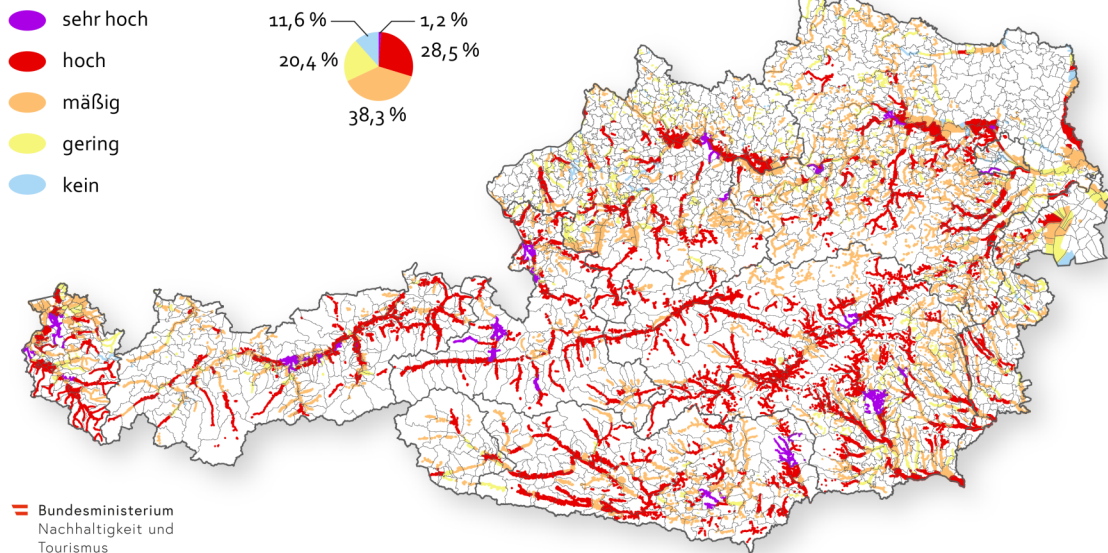 sehr hoch
hoch
mäßig
gering
kein
11,6 %
1,2 %
20,4 %
28,5 %
38,3 %
Bundesministerium
Nachhaltigkeit und
Tourismus